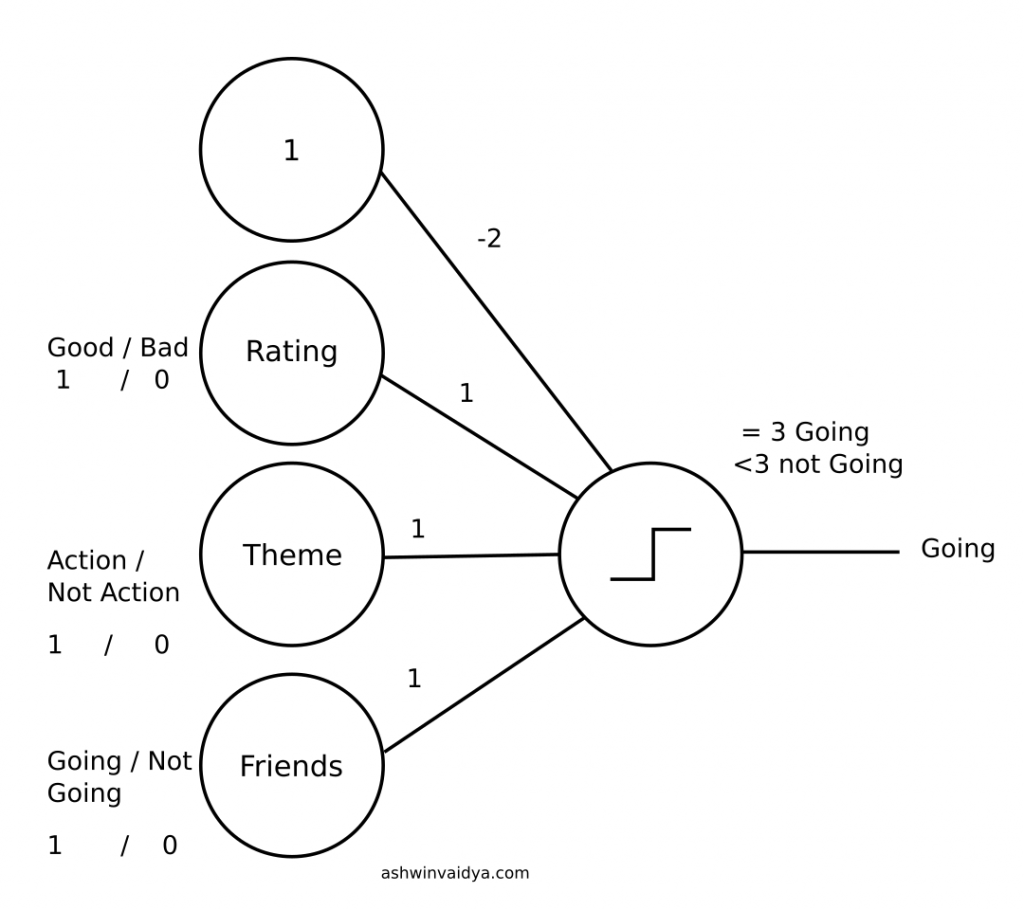 1
-2
Good / Bad
1 / 0
Rating
1
= 3 Going
<3 not Going
Action /
Not Action
1 / 0
Theme
1
Going
Going / Not
Going
1 / 0
Friends
1
ashwinvaidya.com